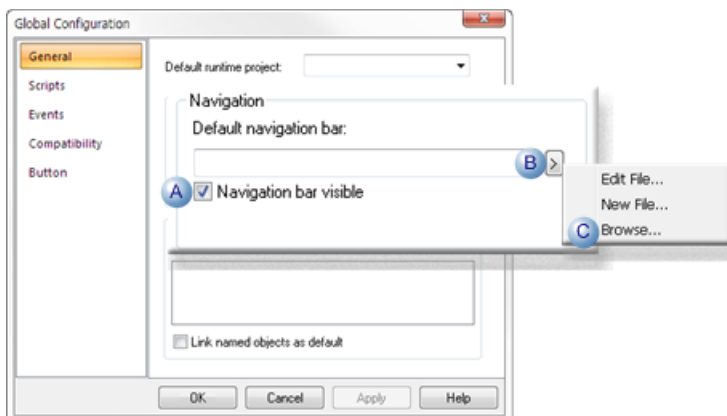 Global Configuration
General
Scripts
Events
Compatibility
Button
Default runtime project:
Navigation
Default navigation bar:
B >
A Navigation bar visible
Edit File...
New File...
C Browse...
Link named objects as default
OK Cancel Apply Help